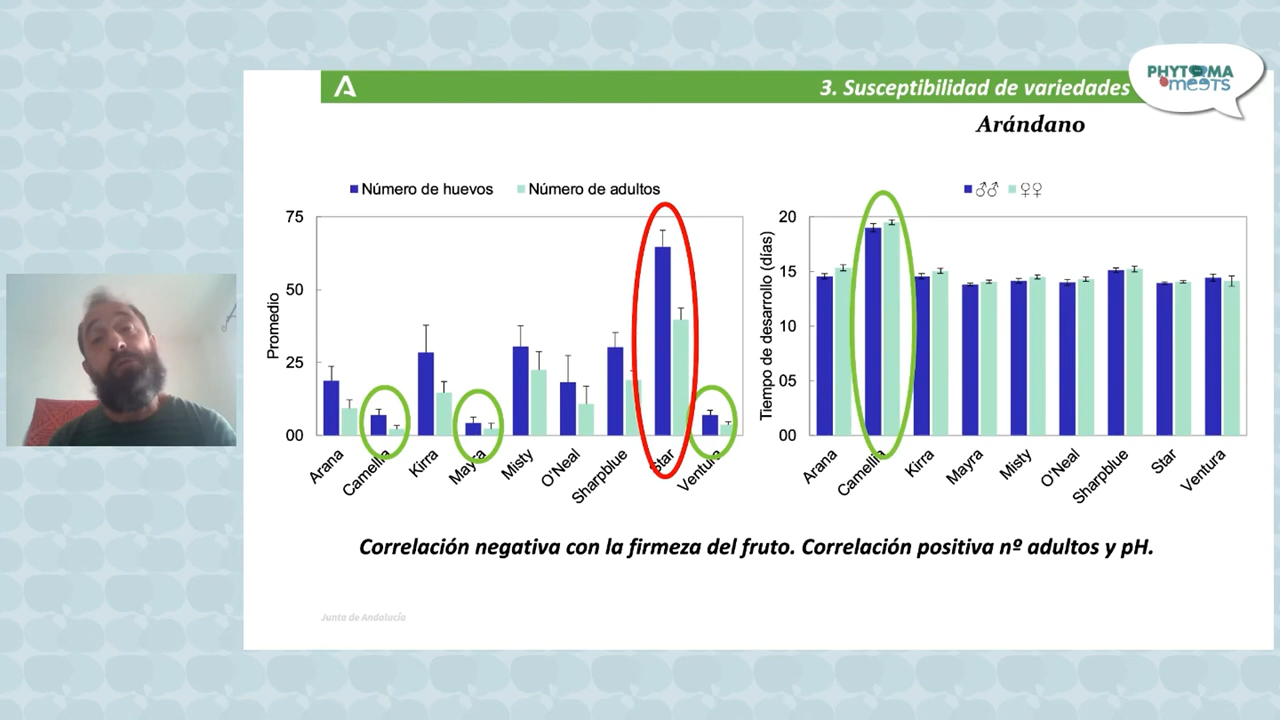 3. Susceptibilidad de variedades
PHYTOMA
meets
Arándano
Número de huevos
Número de adultos
♂♂
♀♀
75
50
25
00
Promedio
Arana
Camellia
Kirra
Mayra
Misty
O'Neal
Sharpblue
Star
Ventura
20
15
10
05
00
Tiempo de desarrollo (días)
Arana
Camellia
Kirra
Mayra
Misty
O'Neal
Sharpblue
Star
Ventura
Correlación negativa con la firmeza del fruto. Correlación positiva nº adultos y pH.
Junta de Andalucía